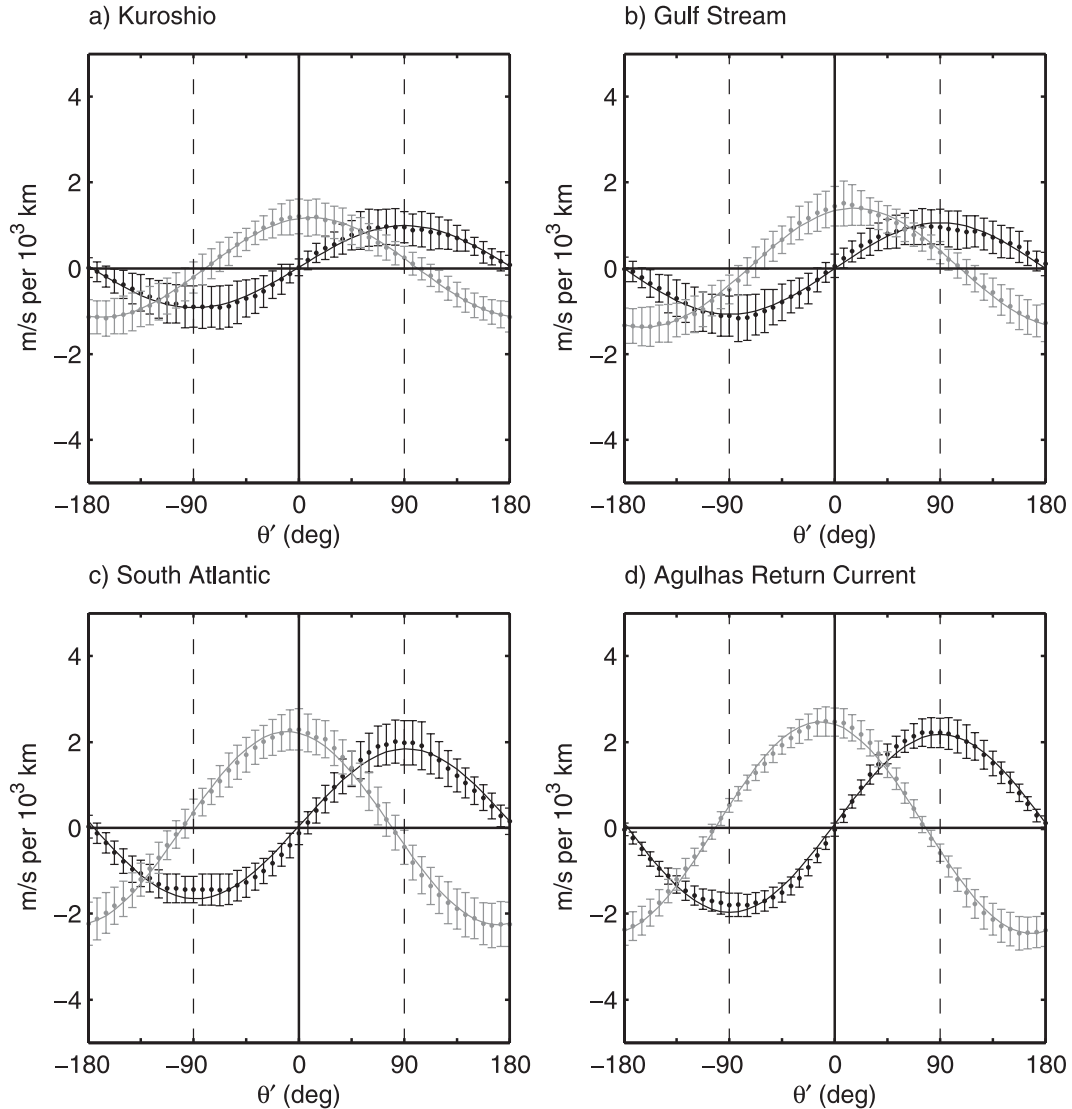 a) Kuroshio
4
2
0
−2
−4
m/s per 10³ km
−180 −90 0 90 180
θ′ (deg)
b) Gulf Stream
4
2
0
−2
−4
m/s per 10³ km
−180 −90 0 90 180
θ′ (deg)
c) South Atlantic
4
2
0
−2
−4
m/s per 10³ km
−180 −90 0 90 180
θ′ (deg)
d) Agulhas Return Current
4
2
0
−2
−4
m/s per 10³ km
−180 −90 0 90 180
θ′ (deg)